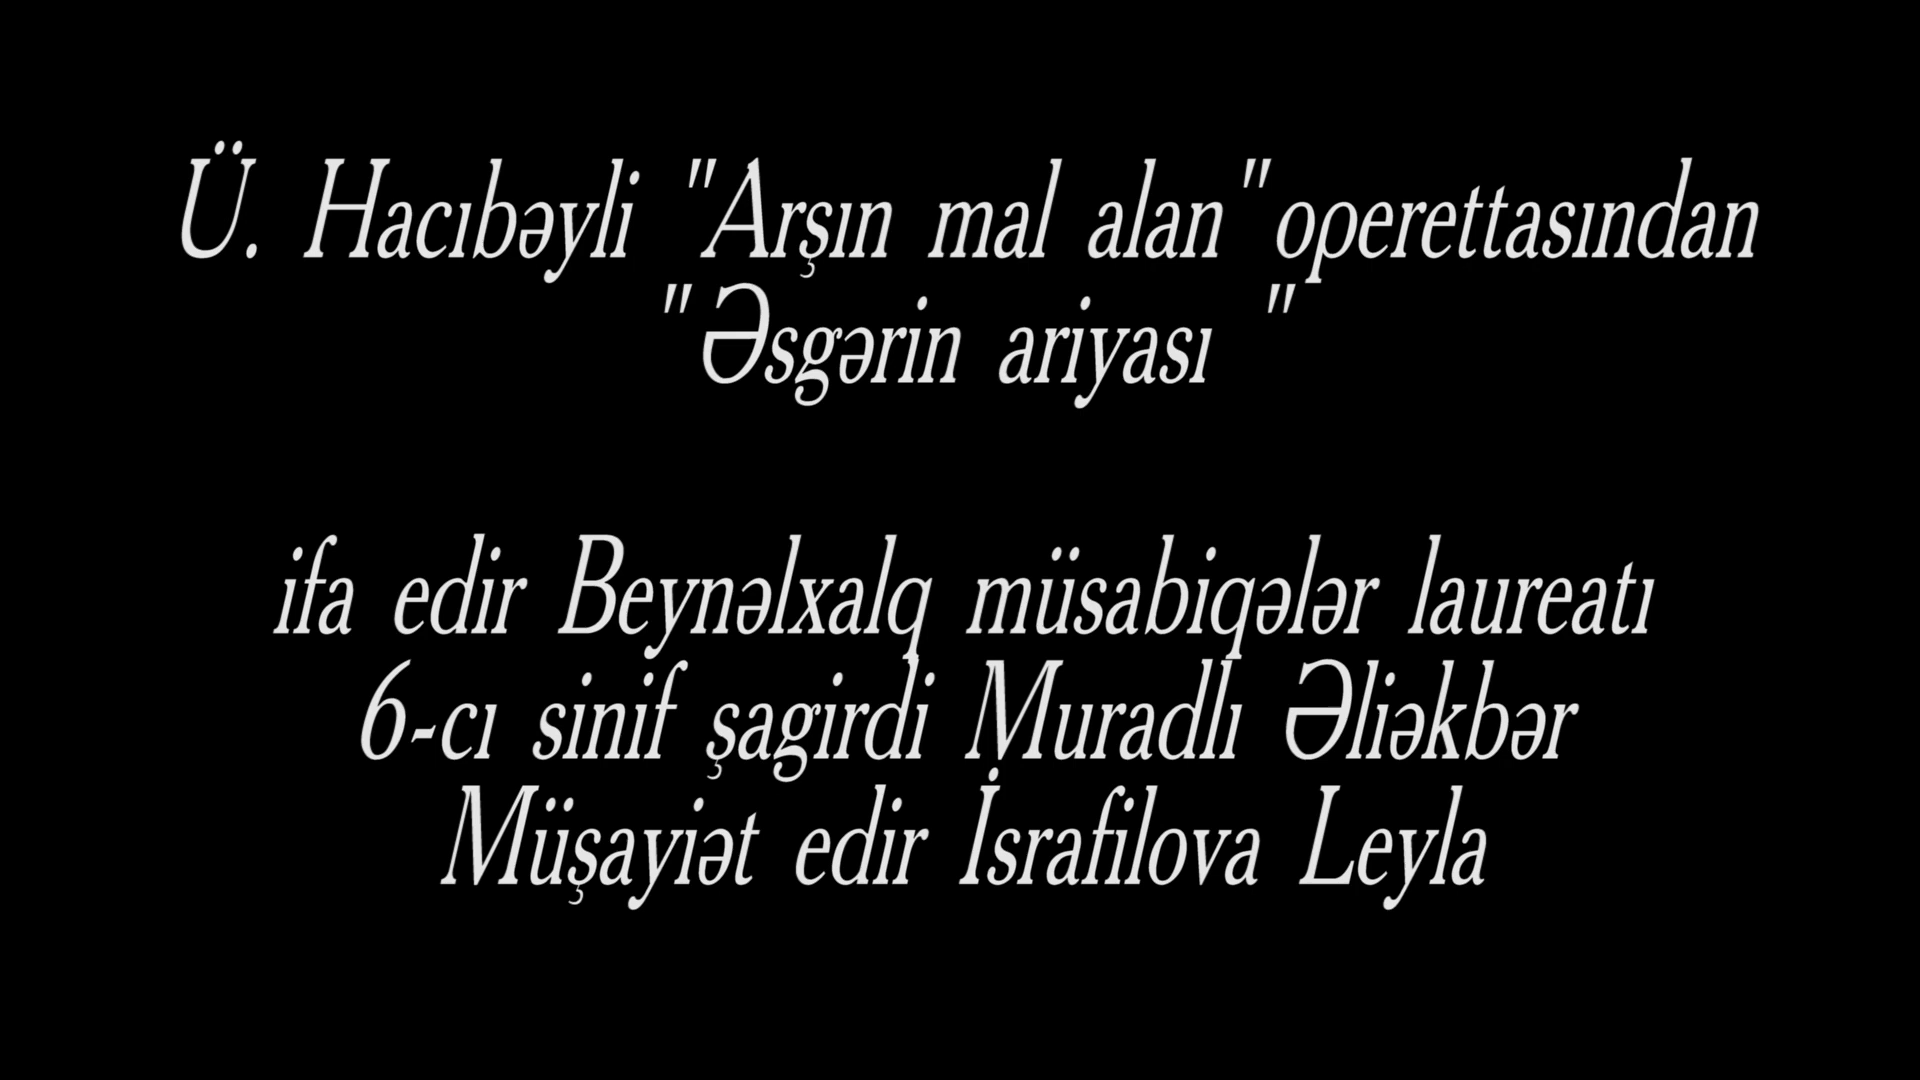 Ü. Hacıbəyli "Arşın mal alan"operettasından
"Əsgərin ariyası "
ifa edir Beynəlxalq müsabiqələr laureatı
6-cı sinif şagirdi Muradlı Əliəkbər
Müşayiət edir İsrafilova Leyla